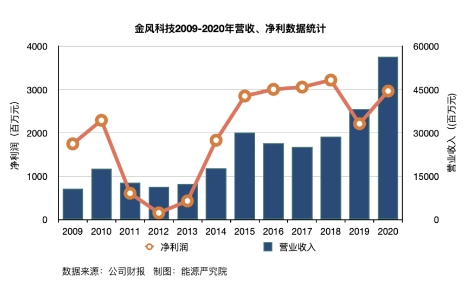 金风科技2009-2020年营收、净利数据统计
4000 60000
3000 45000
2000 30000
1000 15000
0 0
净利润（百万元）
营业收入（(百万元)
2009 2010 2011 2012 2013 2014 2015 2016 2017 2018 2019 2020
净利润 营业收入
数据来源：公司财报 制图：能源严究院